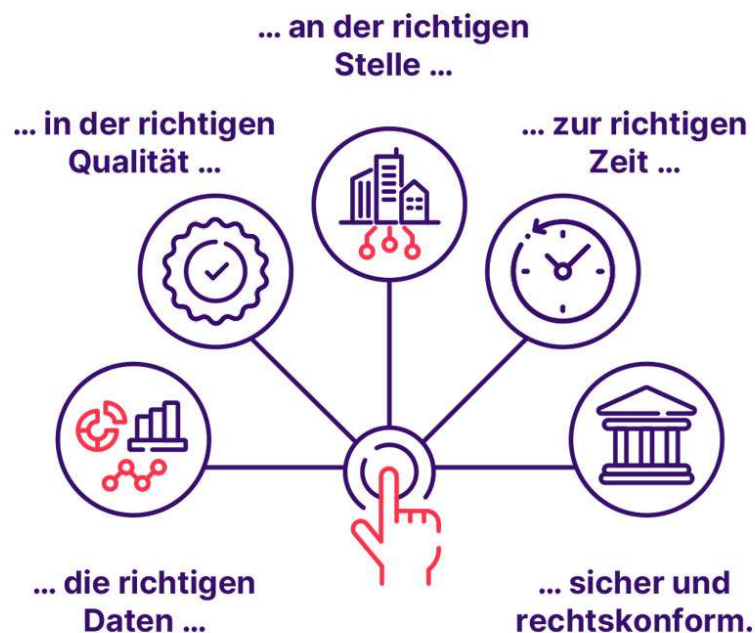 ... die richtigen
Daten ...
... in der richtigen
Qualität ...
... an der richtigen
Stelle ...
... zur richtigen
Zeit ...
... sicher und
rechtskonform.